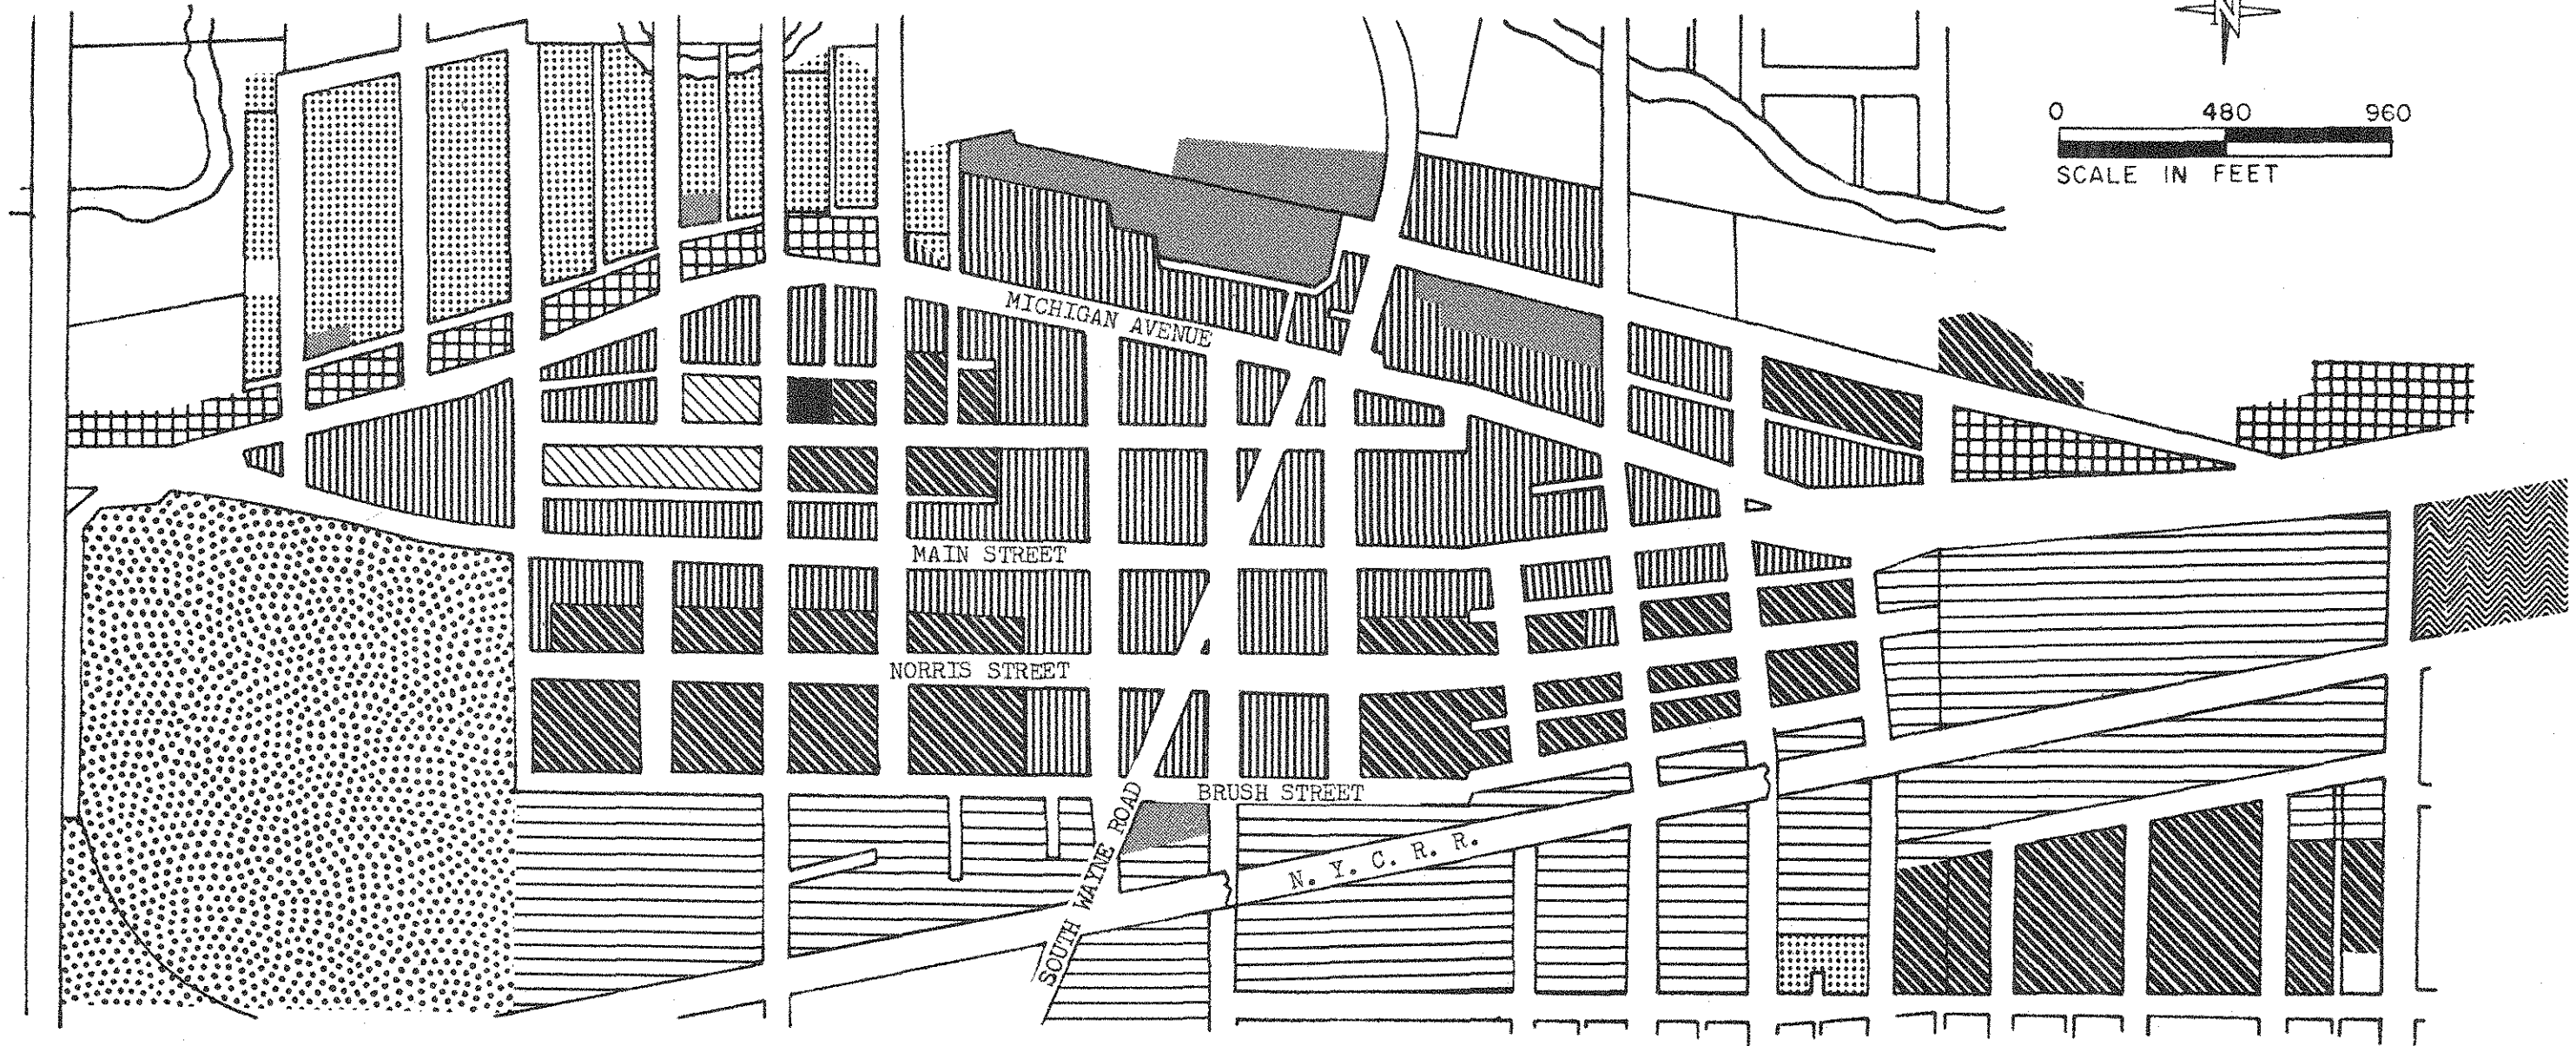 N
0 480 960
SCALE IN FEET
MICHIGAN AVENUE
MAIN STREET
NORRIS STREET
BRUSH STREET
SOUTH WAYNE ROAD
N. Y. C. R. R.